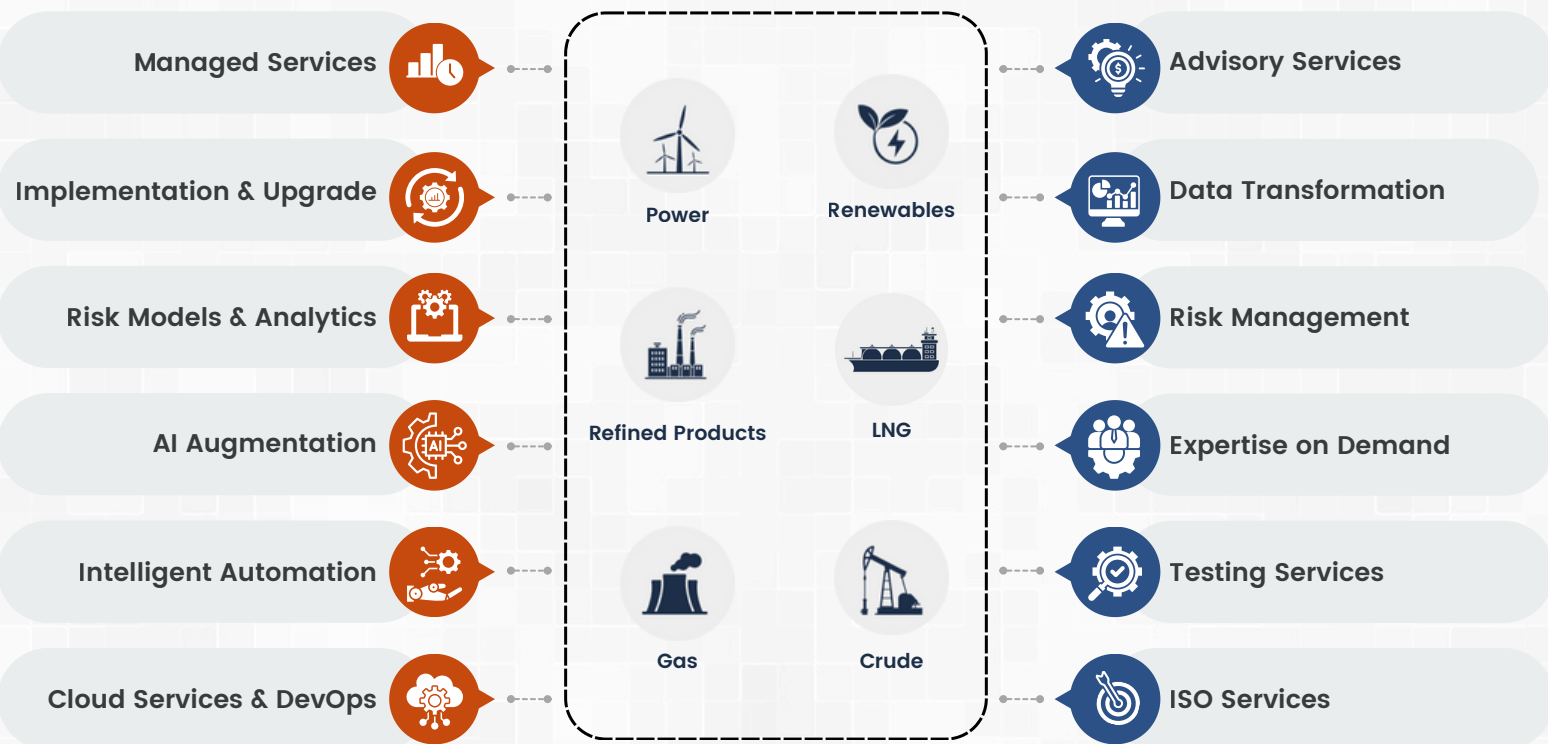 Managed Services
Implementation & Upgrade
Risk Models & Analytics
AI Augmentation
AI
Intelligent Automation
Cloud Services & DevOps
Power
Renewables
Refined Products
LNG
Gas
Crude
$
Advisory Services
Data Transformation
Risk Management
Expertise on Demand
Testing Services
ISO Services